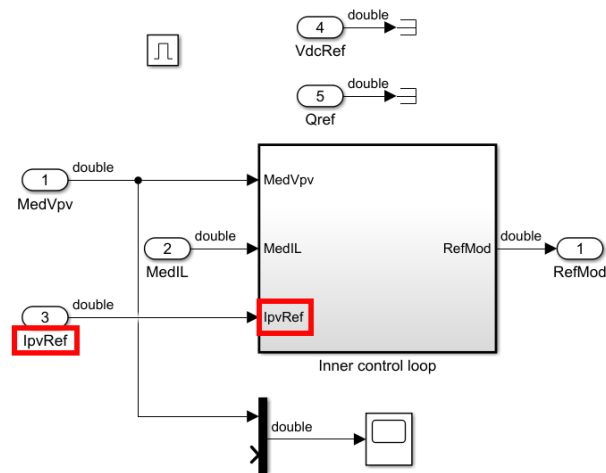 double
4
VdcRef
double
5
Qref
double
1
MedVpv
MedVpv
double
2
MedIL
MedIL
RefMod
double
1
RefMod
double
3
IpvRef
IpvRef
Inner control loop
double